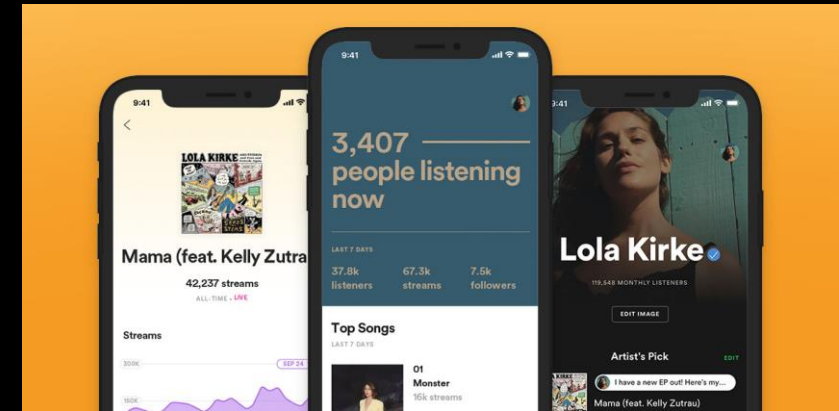 9:41
LOLA KIRKE
Mama (feat. Kelly Zutra
42,237 streams
ALL-TIME • LIVE
Streams
300K
SEP 24
150K
9:41
3,407
people listening
now
LAST 7 DAYS
37.8k 67.3k 7.5k
listeners streams followers
Top Songs
LAST 7 DAYS
01
Monster
16k streams
9:41
Lola Kirke
119,548 MONTHLY LISTENERS
EDIT IMAGE
Artist's Pick EDIT
I have a new EP out! Here's my...
Mama (feat. Kelly Zutrau)